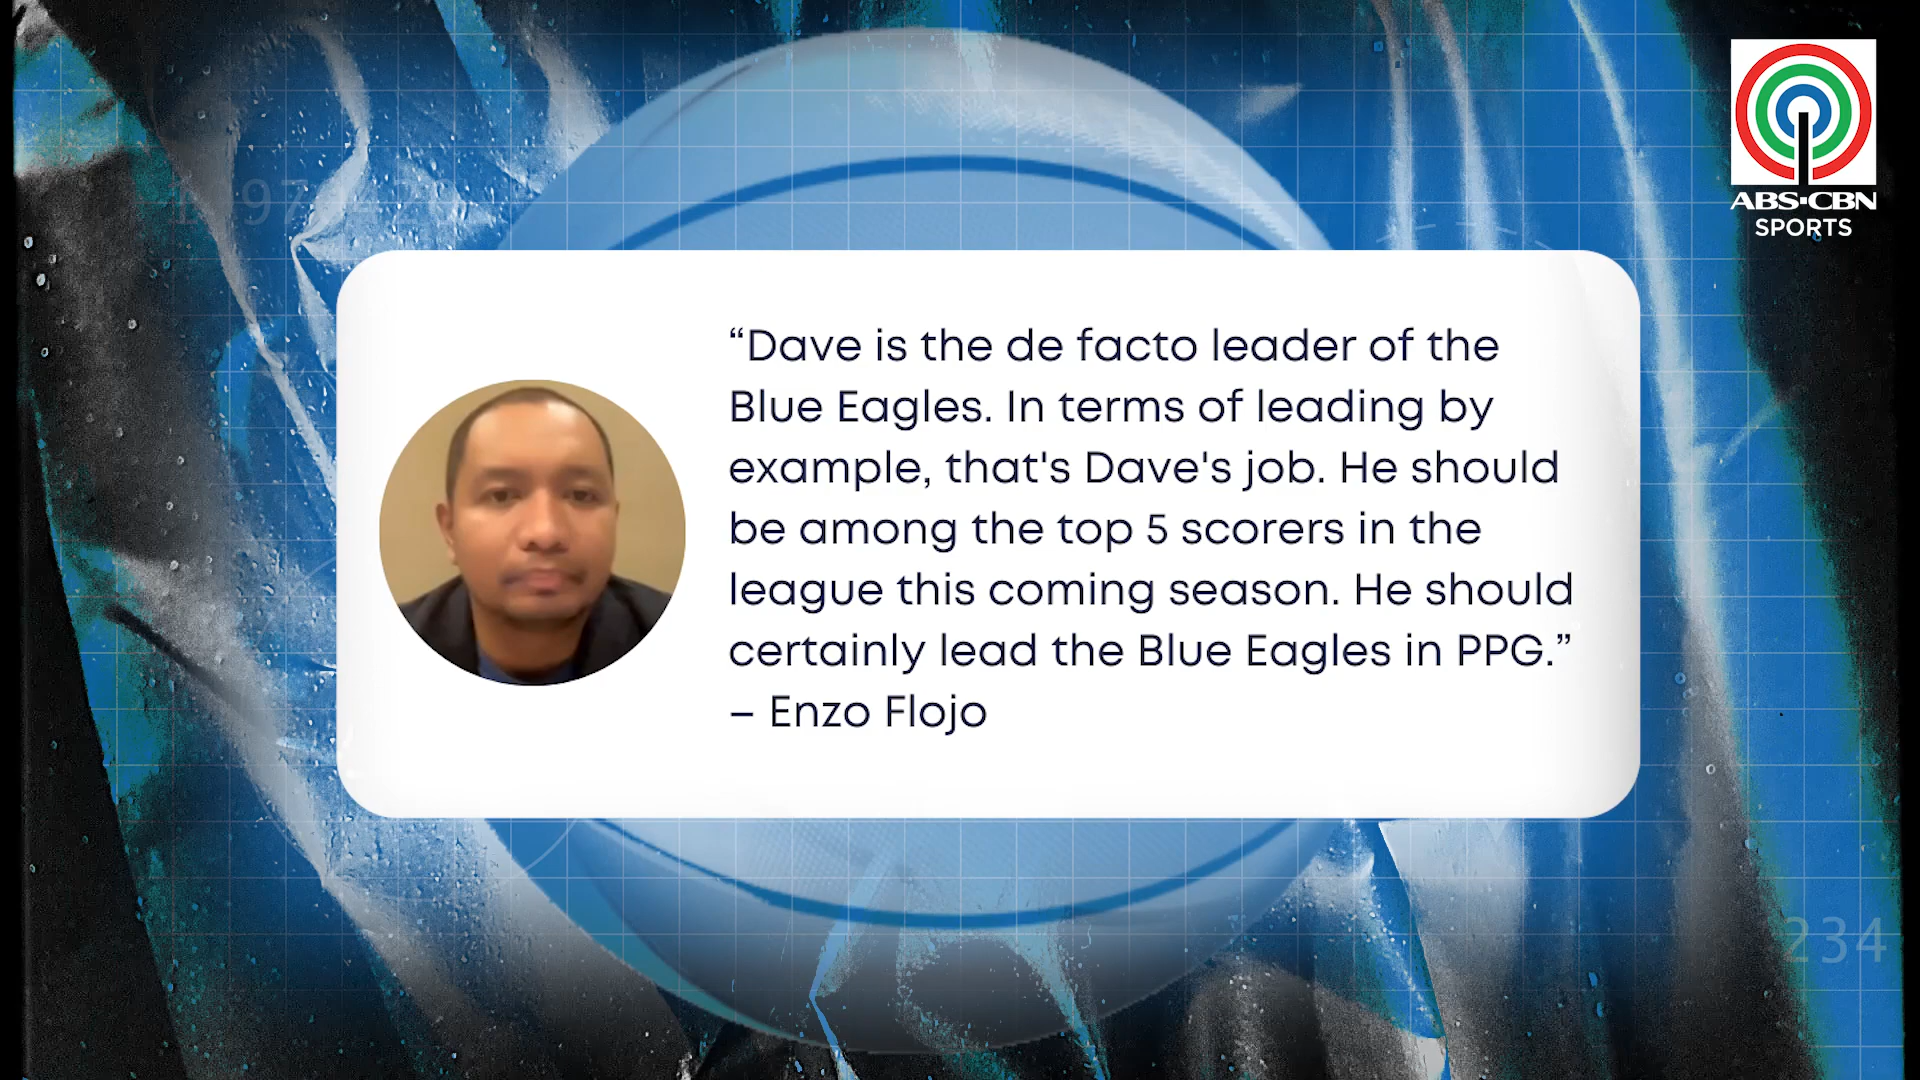 ABS-CBN
SPORTS
“Dave is the de facto leader of the
Blue Eagles. In terms of leading by
example, that's Dave's job. He should
be among the top 5 scorers in the
league this coming season. He should
certainly lead the Blue Eagles in PPG.”
– Enzo Flojo
234